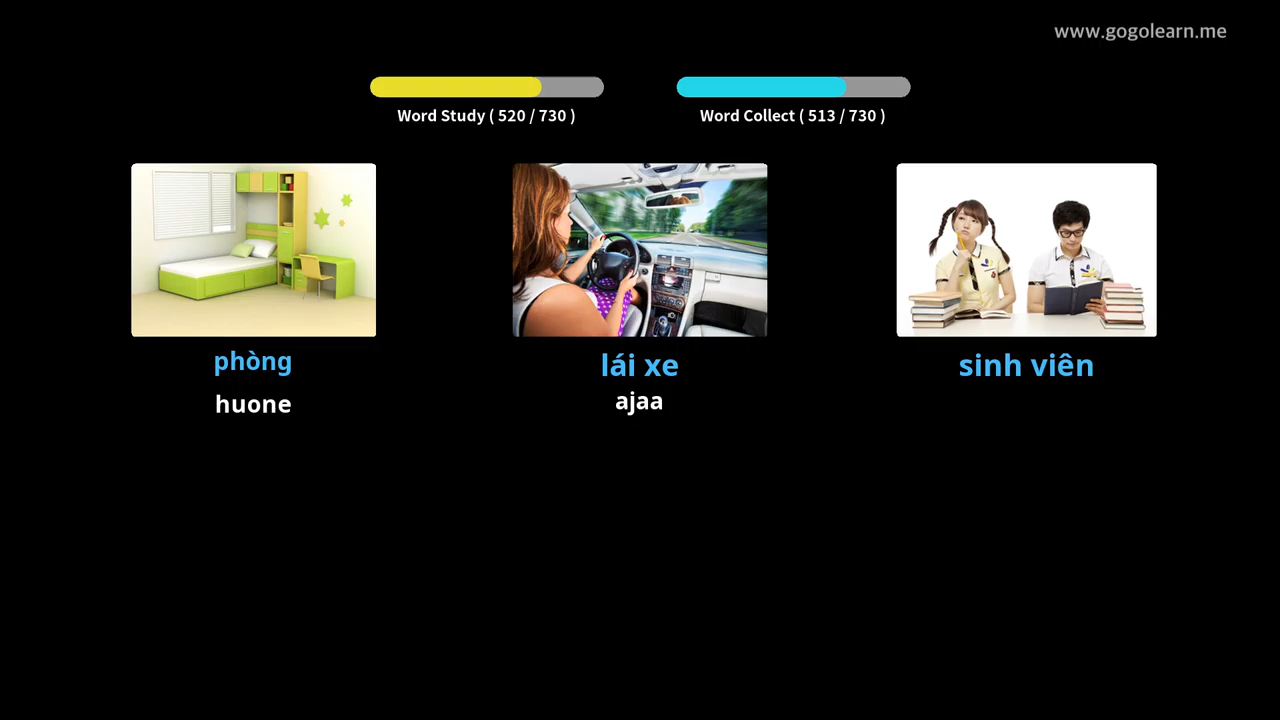 www.gogolearn.me
Word Study ( 520 / 730 )
Word Collect ( 513 / 730 )
phòng
huone
lái xe
ajaa
sinh viên